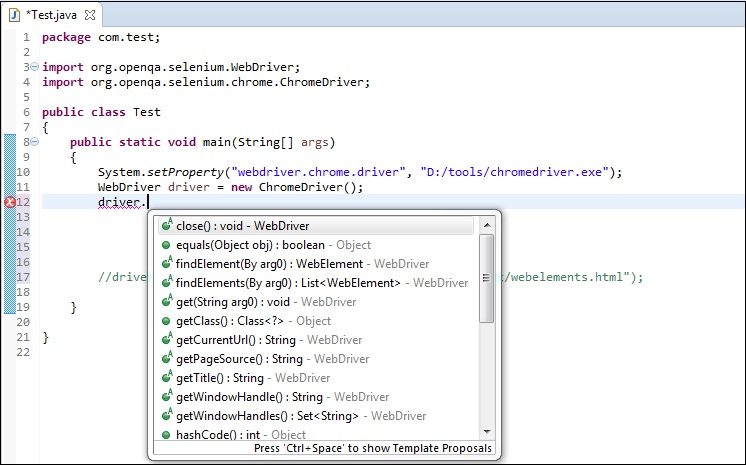 *Test.java
1 package com.test;
2
3 import org.openqa.selenium.WebDriver;
4 import org.openqa.selenium.chrome.ChromeDriver;
5
6 public class Test
7 {
8 public static void main(String[] args)
9 {
10 System.setProperty("webdriver.chrome.driver", "D:/tools/chromedriver.exe");
11 WebDriver driver = new ChromeDriver();
12 driver.
13
14
15
16
17 //drive /webelements.html");
18
19 }
20
21 }
22
close() : void - WebDriver
equals(Object obj) : boolean - Object
findElement(By arg0) : WebElement - WebDriver
findElements(By arg0) : List<WebElement> - WebDriver
get(String arg0) : void - WebDriver
getClass() : Class<?> - Object
getCurrentUrl() : String - WebDriver
getPageSource() : String - WebDriver
getTitle() : String - WebDriver
getWindowHandle() : String - WebDriver
getWindowHandles() : Set<String> - WebDriver
hashCode() : int - Object
Press 'Ctrl+Space' to show Template Proposals